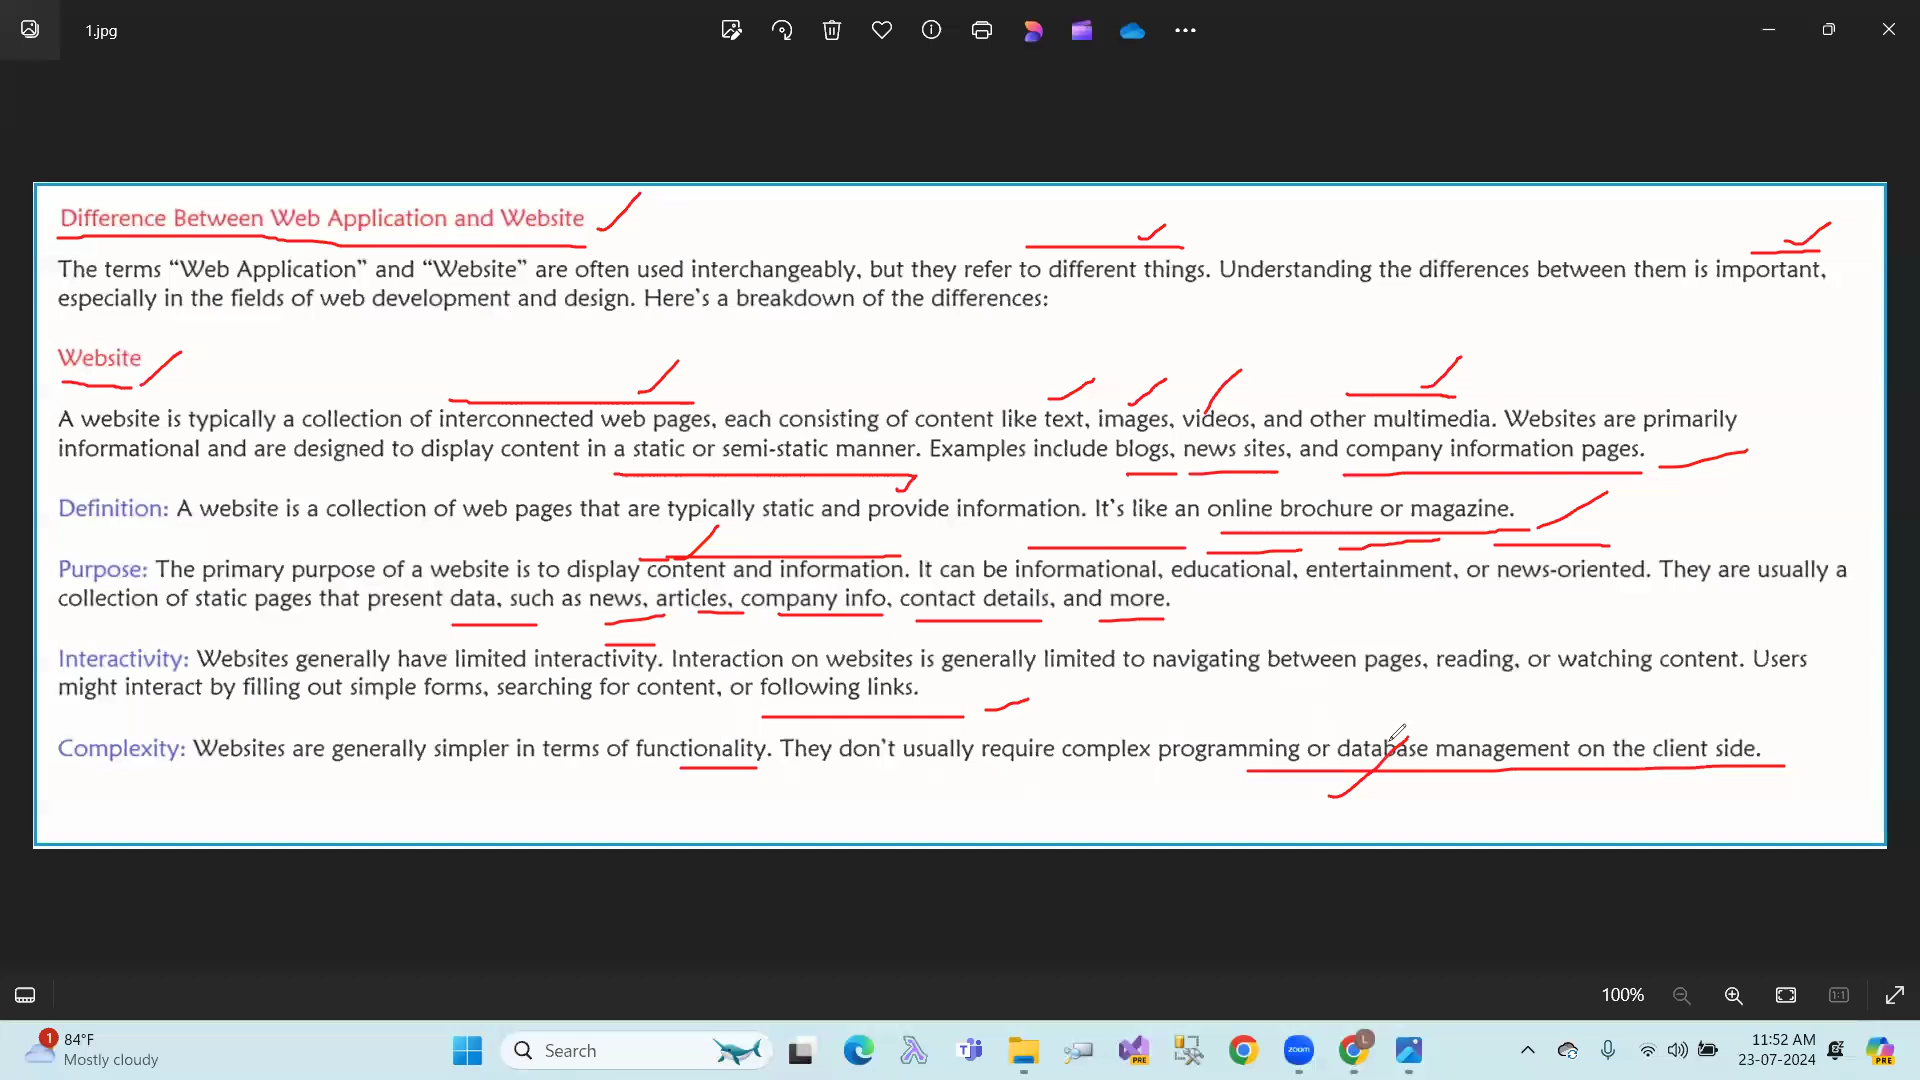 1.jpg
Difference Between Web Application and Website
The terms “Web Application” and “Website” are often used interchangeably, but they refer to different things. Understanding the differences between them is important,
especially in the fields of web development and design. Here’s a breakdown of the differences:
Website
A website is typically a collection of interconnected web pages, each consisting of content like text, images, videos, and other multimedia. Websites are primarily
informational and are designed to display content in a static or semi-static manner. Examples include blogs, news sites, and company information pages.
Definition: A website is a collection of web pages that are typically static and provide information. It’s like an online brochure or magazine.
Purpose: The primary purpose of a website is to display content and information. It can be informational, educational, entertainment, or news-oriented. They are usually a
collection of static pages that present data, such as news, articles, company info, contact details, and more.
Interactivity: Websites generally have limited interactivity. Interaction on websites is generally limited to navigating between pages, reading, or watching content. Users
might interact by filling out simple forms, searching for content, or following links.
Complexity: Websites are generally simpler in terms of functionality. They don’t usually require complex programming or database management on the client side.
100%
1:1
1
84°F
Mostly cloudy
Search
PRE
zoom
L
11:52 AM
23-07-2024
PRE